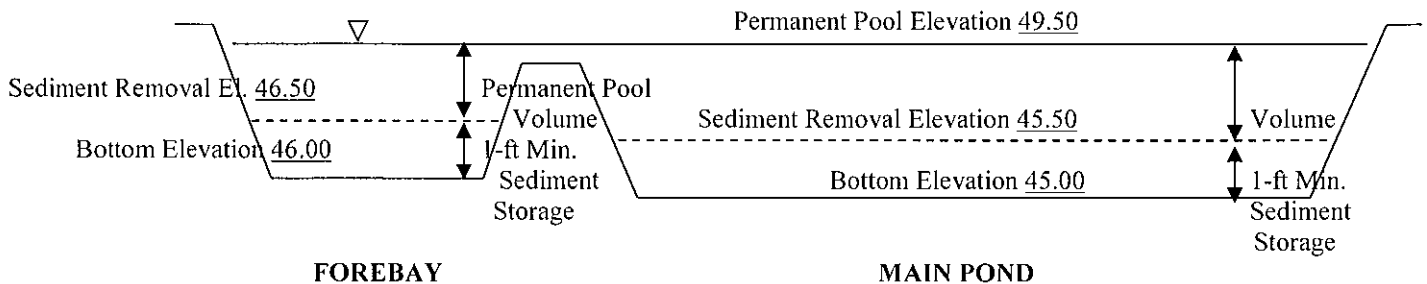 Permanent Pool Elevation 49.50
Sediment Removal El. 46.50
Permanent Pool
Volume
Sediment Removal Elevation 45.50
Volume
Bottom Elevation 46.00
1-ft Min.
Sediment
Storage
Bottom Elevation 45.00
1-ft Min.
Sediment
Storage
FOREBAY
MAIN POND